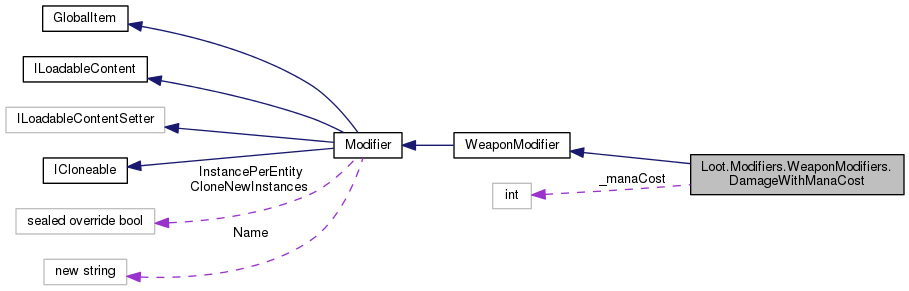 GlobalItem
ILoadableContent
ILoadableContentSetter
ICloneable
InstancePerEntity
CloneNewInstances
sealed override bool
Name
new string
Modifier
WeaponModifier
_manaCost
int
Loot.Modifiers.WeaponModifiers.
DamageWithManaCost